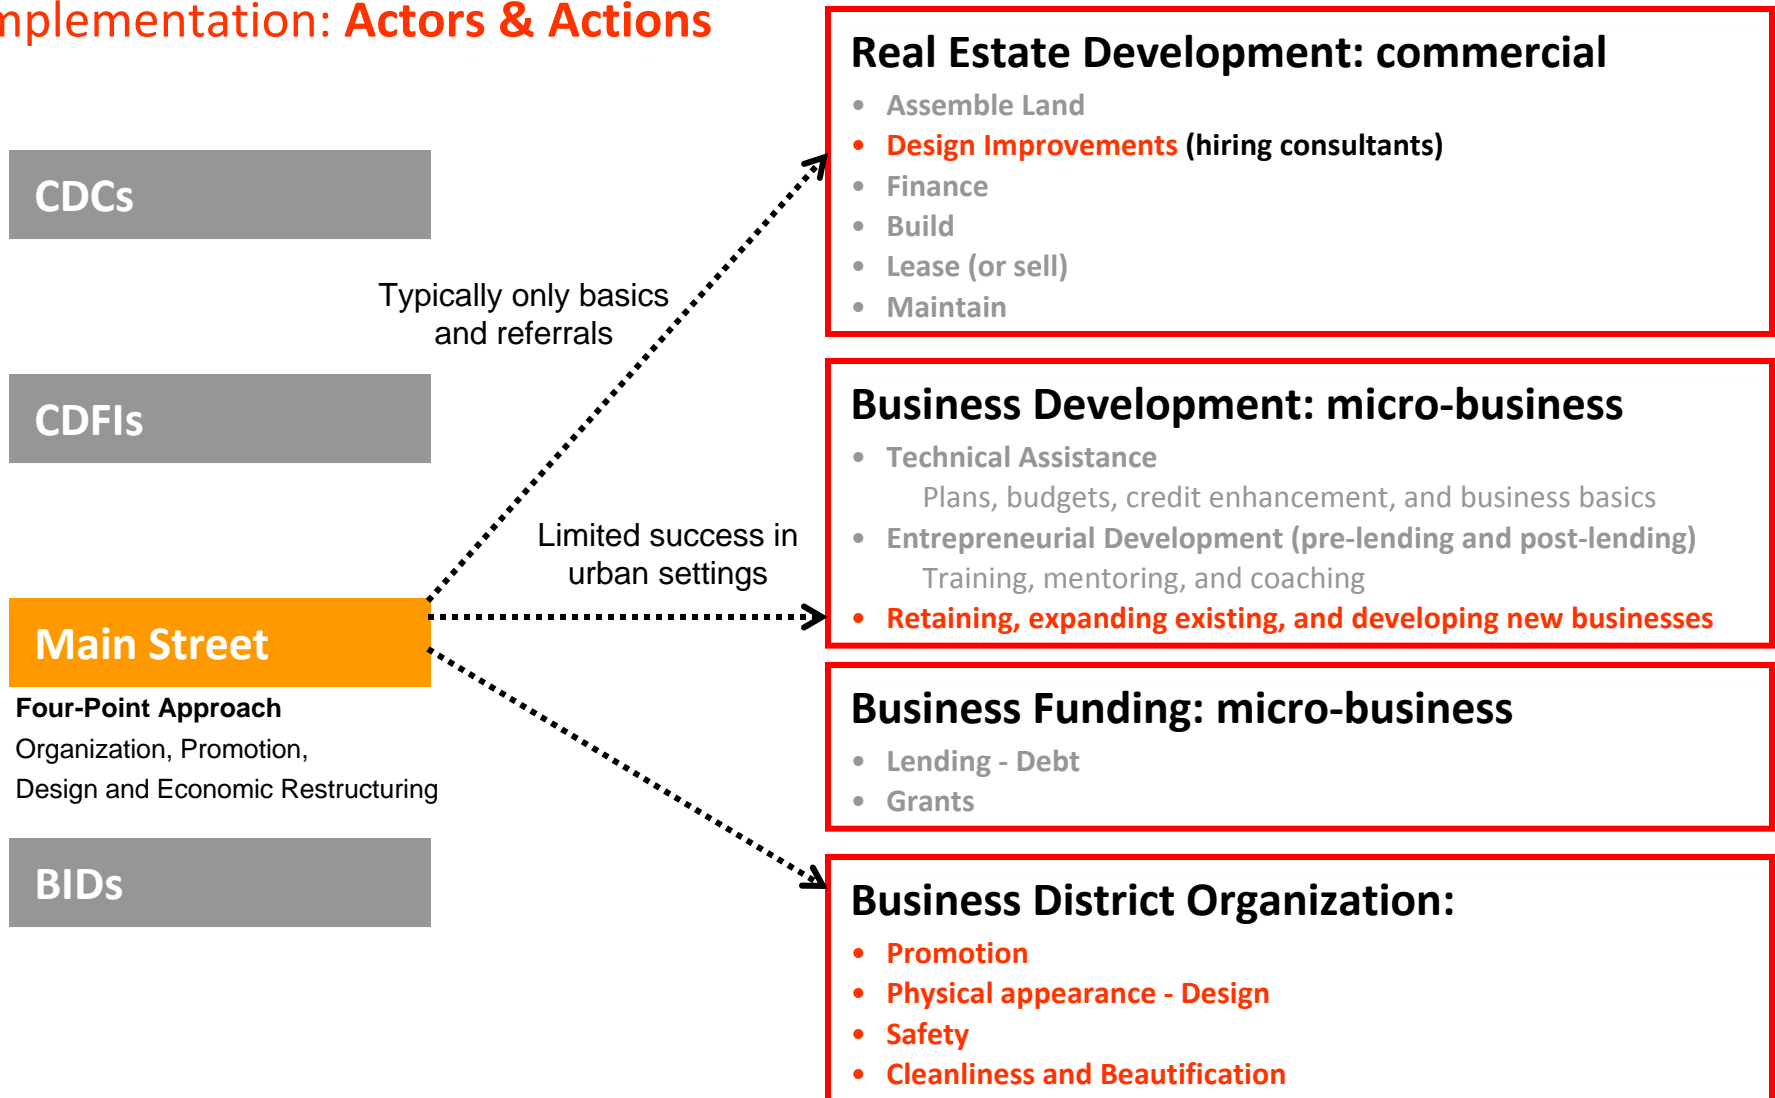 mplementation: Actors & Actions
CDCs
CDFIs
Main Street
Four-Point Approach
Organization, Promotion,
Design and Economic Restructuring
BIDs
Typically only basics
and referrals
Limited success in
urban settings
Real Estate Development: commercial
• Assemble Land
• Design Improvements (hiring consultants)
• Finance
• Build
• Lease (or sell)
• Maintain
Business Development: micro-business
• Technical Assistance
Plans, budgets, credit enhancement, and business basics
• Entrepreneurial Development (pre-lending and post-lending)
Training, mentoring, and coaching
• Retaining, expanding existing, and developing new businesses
Business Funding: micro-business
• Lending - Debt
• Grants
Business District Organization:
• Promotion
• Physical appearance - Design
• Safety
• Cleanliness and Beautification